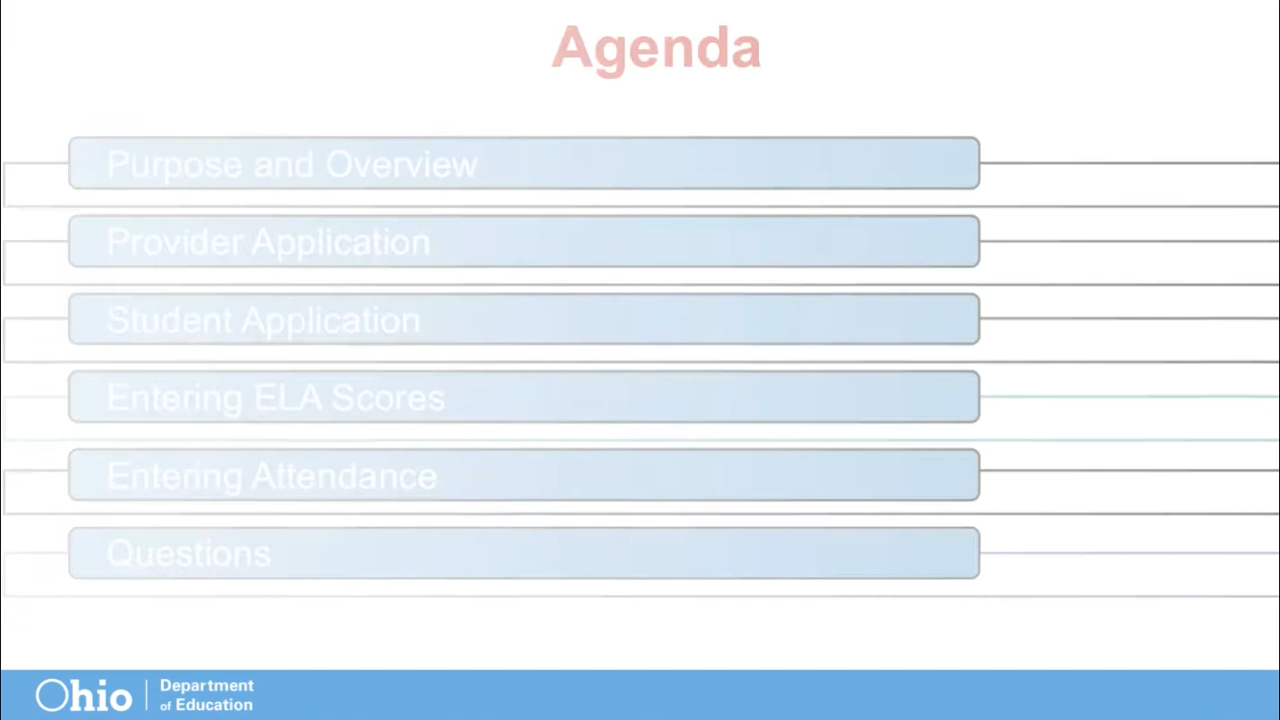 Agenda
Purpose and Overview
Provider Application
Student Application
Entering ELA Scores
Entering Attendance
Questions
Ohio
Department
of Education